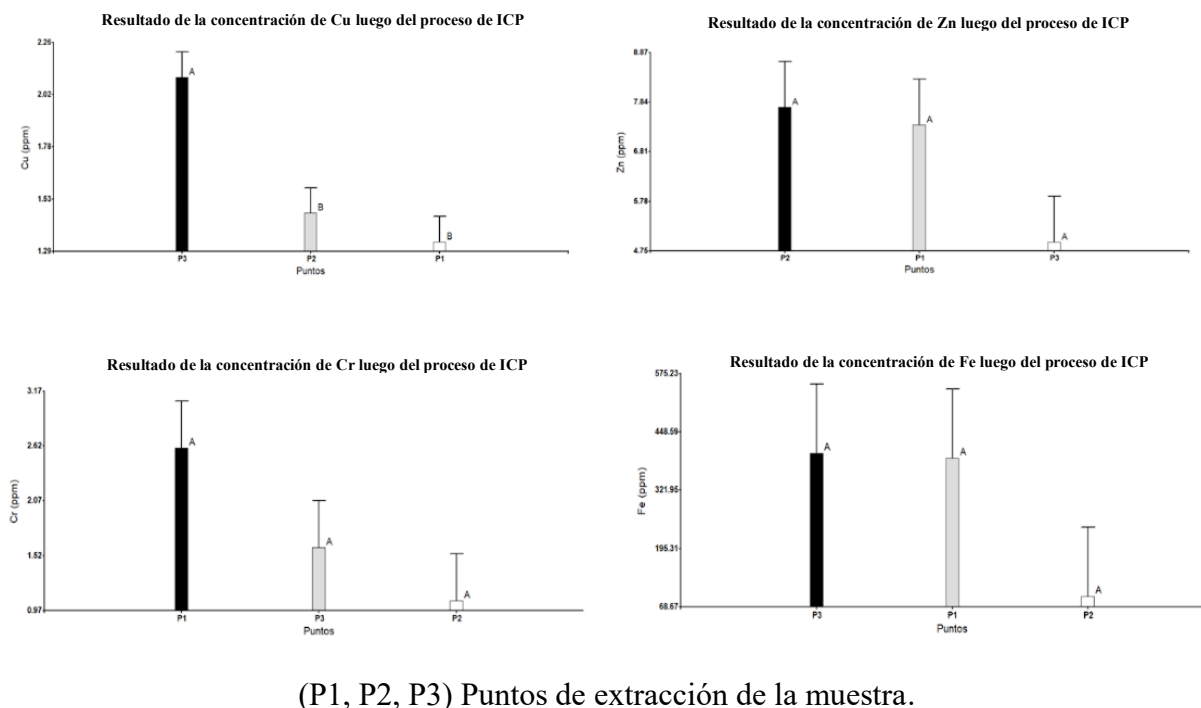 Resultado de la concentración de Cu luego del proceso de ICP
2.26
2.02
1.78
1.53
1.29
Cu (ppm)
A
B
B
P3 P2 P1
Puntos
Resultado de la concentración de Zn luego del proceso de ICP
8.87
7.84
6.81
5.78
4.75
Zn (ppm)
A
A
A
P2 P1 P3
Puntos
Resultado de la concentración de Cr luego del proceso de ICP
3.17
2.62
2.07
1.52
0.97
Cr (ppm)
A
A
A
P1 P3 P2
Puntos
Resultado de la concentración de Fe luego del proceso de ICP
575.23
448.59
321.95
195.31
68.67
Fe (ppm)
A
A
A
P3 P1 P2
Puntos
(P1, P2, P3) Puntos de extracción de la muestra.